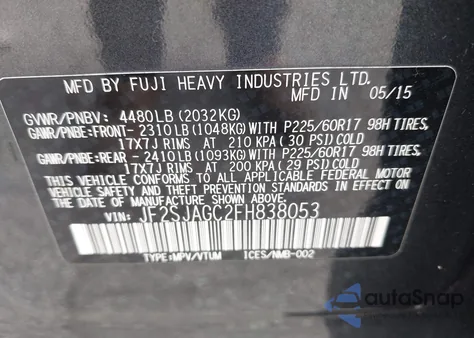 MFD BY FUJI HEAVY INDUSTRIES LTD.
MFD IN 05/15
GVWR/PNBV: 4480LB (2032KG)
GAWR/PNBE:FRONT-2310LB (1048KG)WITH P225/60R17 98H TIRES,
17X7J RIMS AT 210 KPA (30 PSI)COLD
GAWR/PNBE:REAR -2410LB (1093KG)WITH P225/60R17 98H TIRES,
17X7J RIMS AT 200 KPA (29 PSI)COLD
THIS VEHICLE CONFORMS TO ALL APPLICABLE
FEDERAL MOTOR VEHICLE SAFETY STANDARDS
IN EFFECT ON THE DATE OF MANUFACTURE SHOWN ABOVE.
VIN: JF2SJAGC2FH838053
TYPE:MPV/VTUM ICES/NMB-002
autoSnap